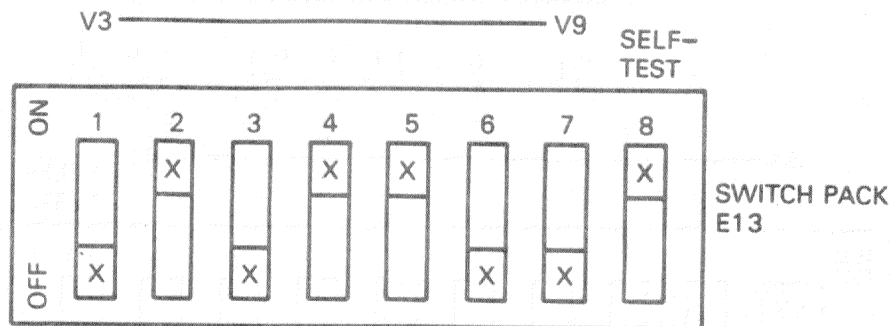 V3 V9
SELF-
TEST
ON 1 2 3 4 5 6 7 8
X X X X
X X X X
OFF
SWITCH PACK
E13